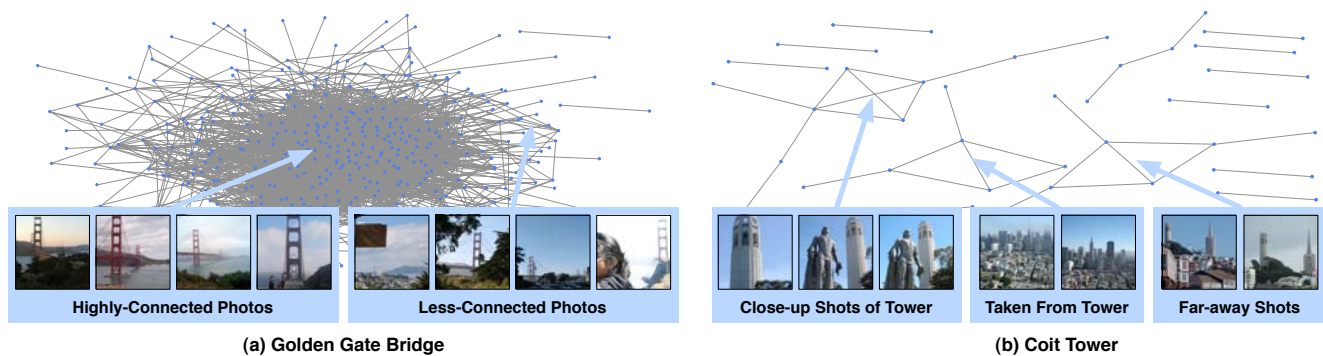 Highly-Connected Photos
Less-Connected Photos
(a) Golden Gate Bridge
Close-up Shots of Tower
Taken From Tower
Far-away Shots
(b) Coit Tower